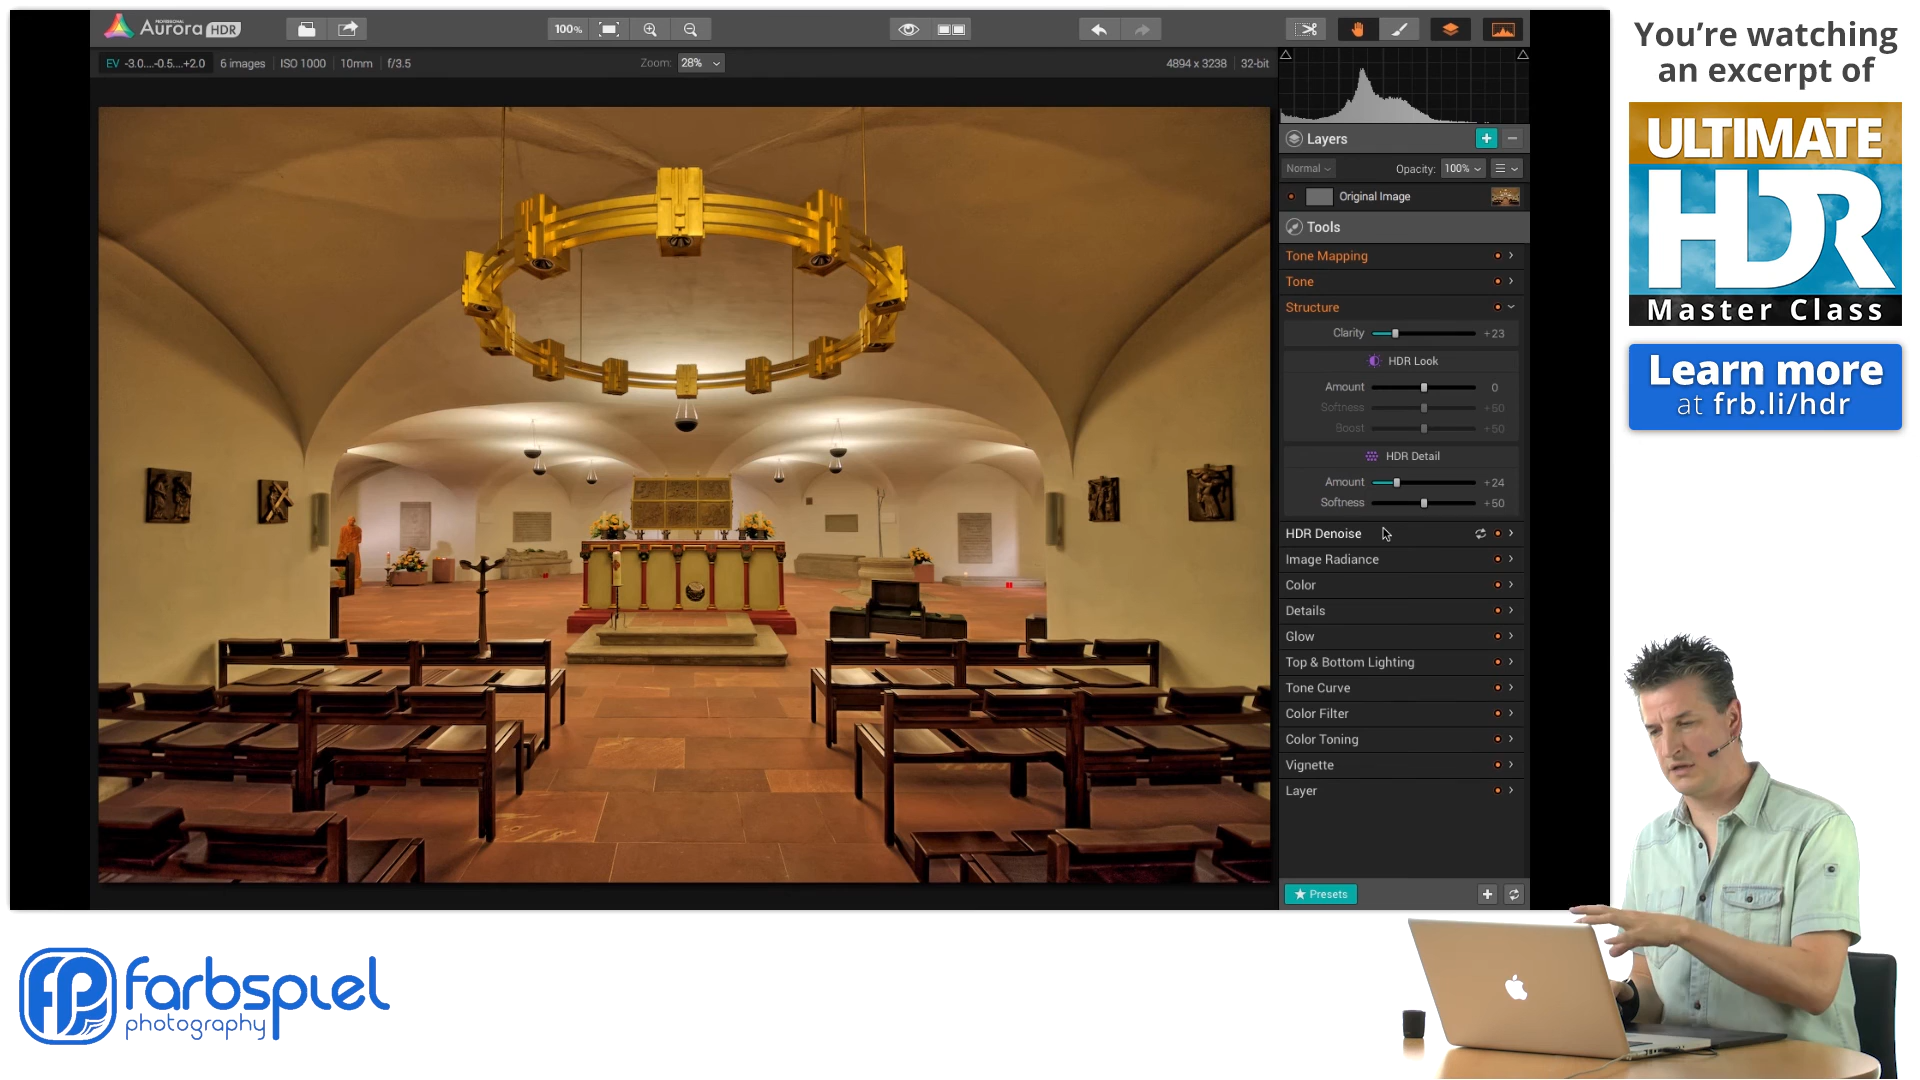 PROFESSIONAL
Aurora HDR
100%
EV -3.0....-0.5....+2.0 6 images ISO 1000 10mm f/3.5
Zoom: 28%
4894 x 3238 32-bit
Layers
Normal Opacity: 100%
Original Image
Tools
Tone Mapping
Tone
Structure
Clarity +23
HDR Look
Amount 0
Softness +50
Boost +50
HDR Detail
Amount +24
Softness +50
HDR Denoise
Image Radiance
Color
Details
Glow
Top & Bottom Lighting
Tone Curve
Color Filter
Color Toning
Vignette
Layer
Presets
You're watching
an excerpt of
ULTIMATE
HDR
Master Class
Learn more
at frb.li/hdr
fp farbspiel
photography